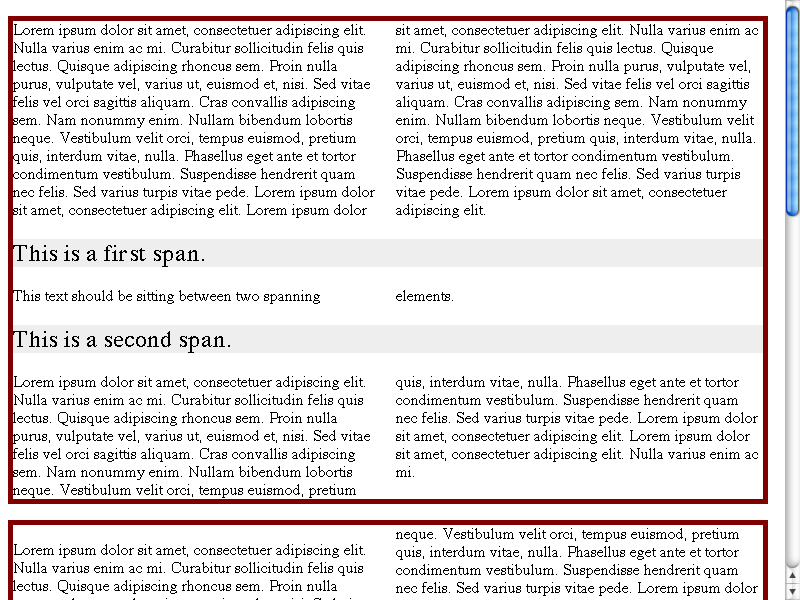 Lorem ipsum dolor sit amet, consectetuer adipiscing elit.
Nulla varius enim ac mi. Curabitur sollicitudin felis quis
lectus. Quisque adipiscing rhoncus sem. Proin nulla
purus, vulputate vel, varius ut, euismod et, nisi. Sed vitae
felis vel orci sagittis aliquam. Cras convallis adipiscing
sem. Nam nonummy enim. Nullam bibendum lobortis
neque. Vestibulum velit orci, tempus euismod, pretium
quis, interdum vitae, nulla. Phasellus eget ante et tortor
condimentum vestibulum. Suspendisse hendrerit quam
nec felis. Sed varius turpis vitae pede. Lorem ipsum dolor
sit amet, consectetuer adipiscing elit. Lorem ipsum dolor
sit amet, consectetuer adipiscing elit. Nulla varius enim ac
mi. Curabitur sollicitudin felis quis lectus. Quisque
adipiscing rhoncus sem. Proin nulla purus, vulputate vel,
varius ut, euismod et, nisi. Sed vitae felis vel orci sagittis
aliquam. Cras convallis adipiscing sem. Nam nonummy
enim. Nullam bibendum lobortis neque. Vestibulum velit
orci, tempus euismod, pretium quis, interdum vitae, nulla.
Phasellus eget ante et tortor condimentum vestibulum.
Suspendisse hendrerit quam nec felis. Sed varius turpis
vitae pede. Lorem ipsum dolor sit amet, consectetuer
adipiscing elit.
This is a first span.
This text should be sitting between two spanning
elements.
This is a second span.
Lorem ipsum dolor sit amet, consectetuer adipiscing elit.
Nulla varius enim ac mi. Curabitur sollicitudin felis quis
lectus. Quisque adipiscing rhoncus sem. Proin nulla
purus, vulputate vel, varius ut, euismod et, nisi. Sed vitae
felis vel orci sagittis aliquam. Cras convallis adipiscing
sem. Nam nonummy enim. Nullam bibendum lobortis
neque. Vestibulum velit orci, tempus euismod, pretium
quis, interdum vitae, nulla. Phasellus eget ante et tortor
condimentum vestibulum. Suspendisse hendrerit quam
nec felis. Sed varius turpis vitae pede. Lorem ipsum dolor
sit amet, consectetuer adipiscing elit. Lorem ipsum dolor
sit amet, consectetuer adipiscing elit. Nulla varius enim ac
mi.
Lorem ipsum dolor sit amet, consectetuer adipiscing elit.
Nulla varius enim ac mi. Curabitur sollicitudin felis quis
lectus. Quisque adipiscing rhoncus sem. Proin nulla
neque. Vestibulum velit orci, tempus euismod, pretium
quis, interdum vitae, nulla. Phasellus eget ante et tortor
condimentum vestibulum. Suspendisse hendrerit quam
nec felis. Sed varius turpis vitae pede. Lorem ipsum dolor